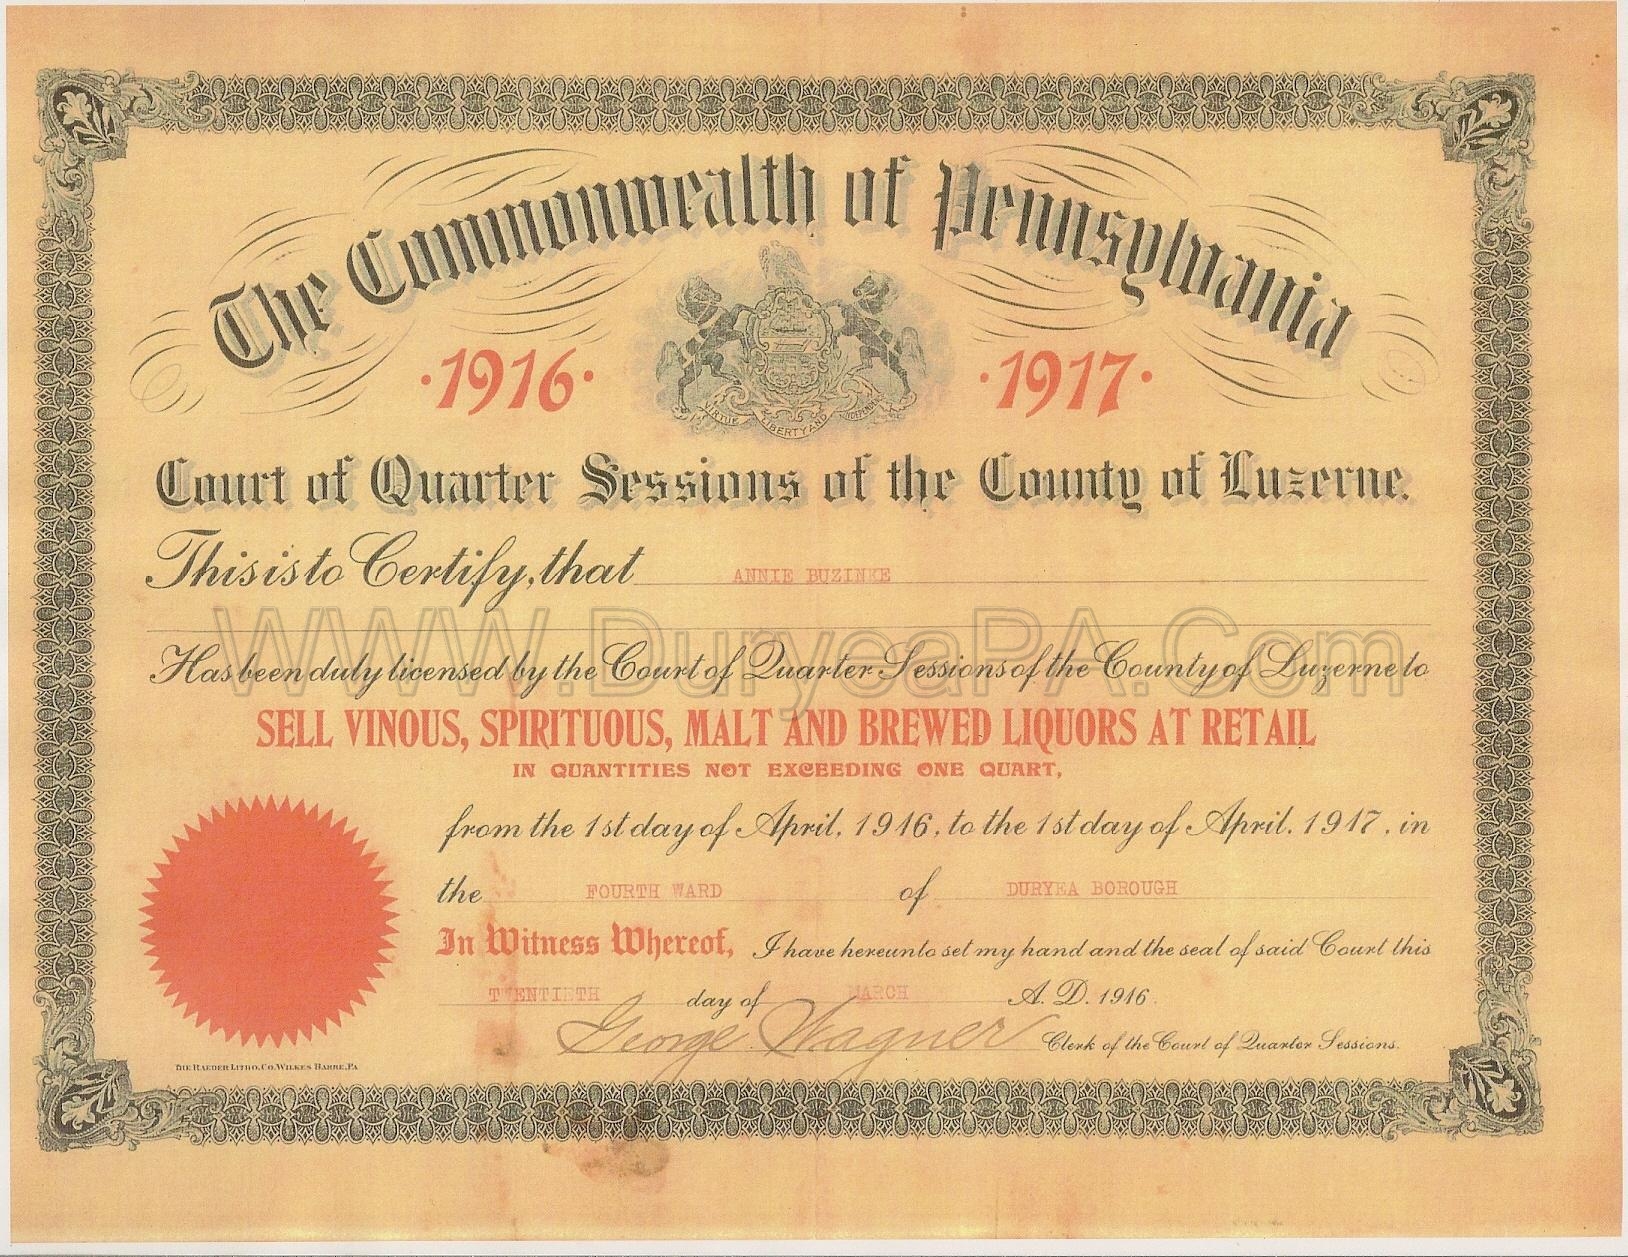 The Commonwealth of Pennsylvania
·1916· ·1917·
VIRTUE LIBERTY AND INDEPENDENCE
Court of Quarter Sessions of the County of Luzerne.
This is to Certify, that ANNIE BUZINKE
WWW.DuryeaPA.Com
Has been duly licensed by the Court of Quarter Sessions of the County of Luzerne to
SELL VINOUS, SPIRITUOUS, MALT AND BREWED LIQUORS AT RETAIL
IN QUANTITIES NOT EXCEEDING ONE QUART,
from the 1st day of April, 1916, to the 1st day of April, 1917, in
the FOURTH WARD of DURYEA BOROUGH
In Witness Whereof, I have hereunto set my hand and the seal of said Court this
TWENTIETH day of MARCH A. D. 1916.
George Wagner Clerk of the Court of Quarter Sessions.
THE RAEDER LITHO. CO. WILKES BARRE, PA